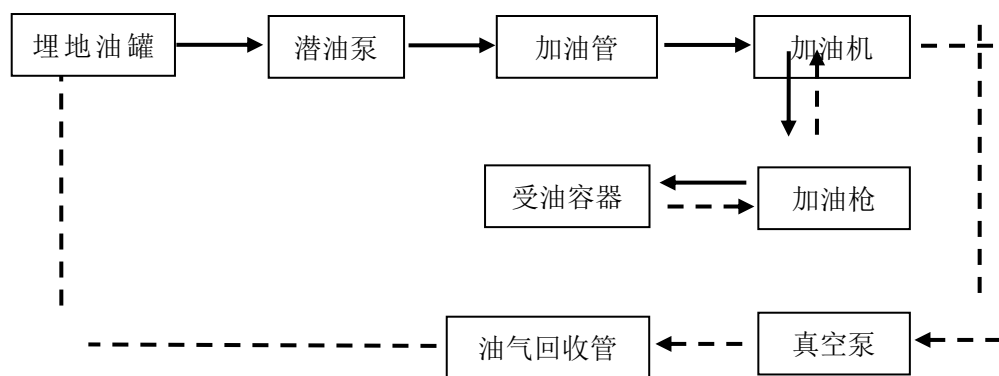 埋地油罐
潜油泵
加油管
加油机
受油容器
加油枪
油气回收管
真空泵